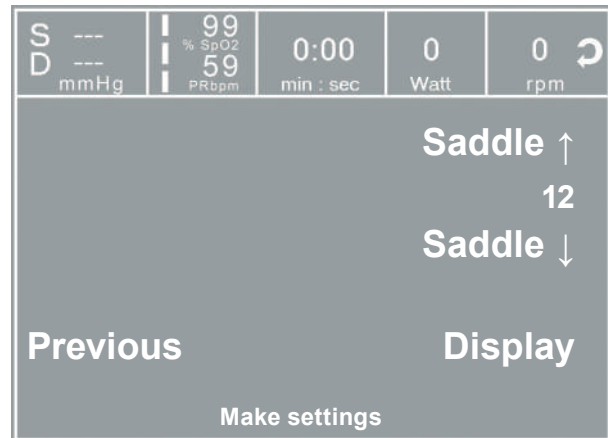 S ---
D ---
mmHg
99
% SpO2
59
PRbpm
0:00
min : sec
0
Watt
0
rpm
Saddle ↑
12
Saddle ↓
Previous
Display
Make settings